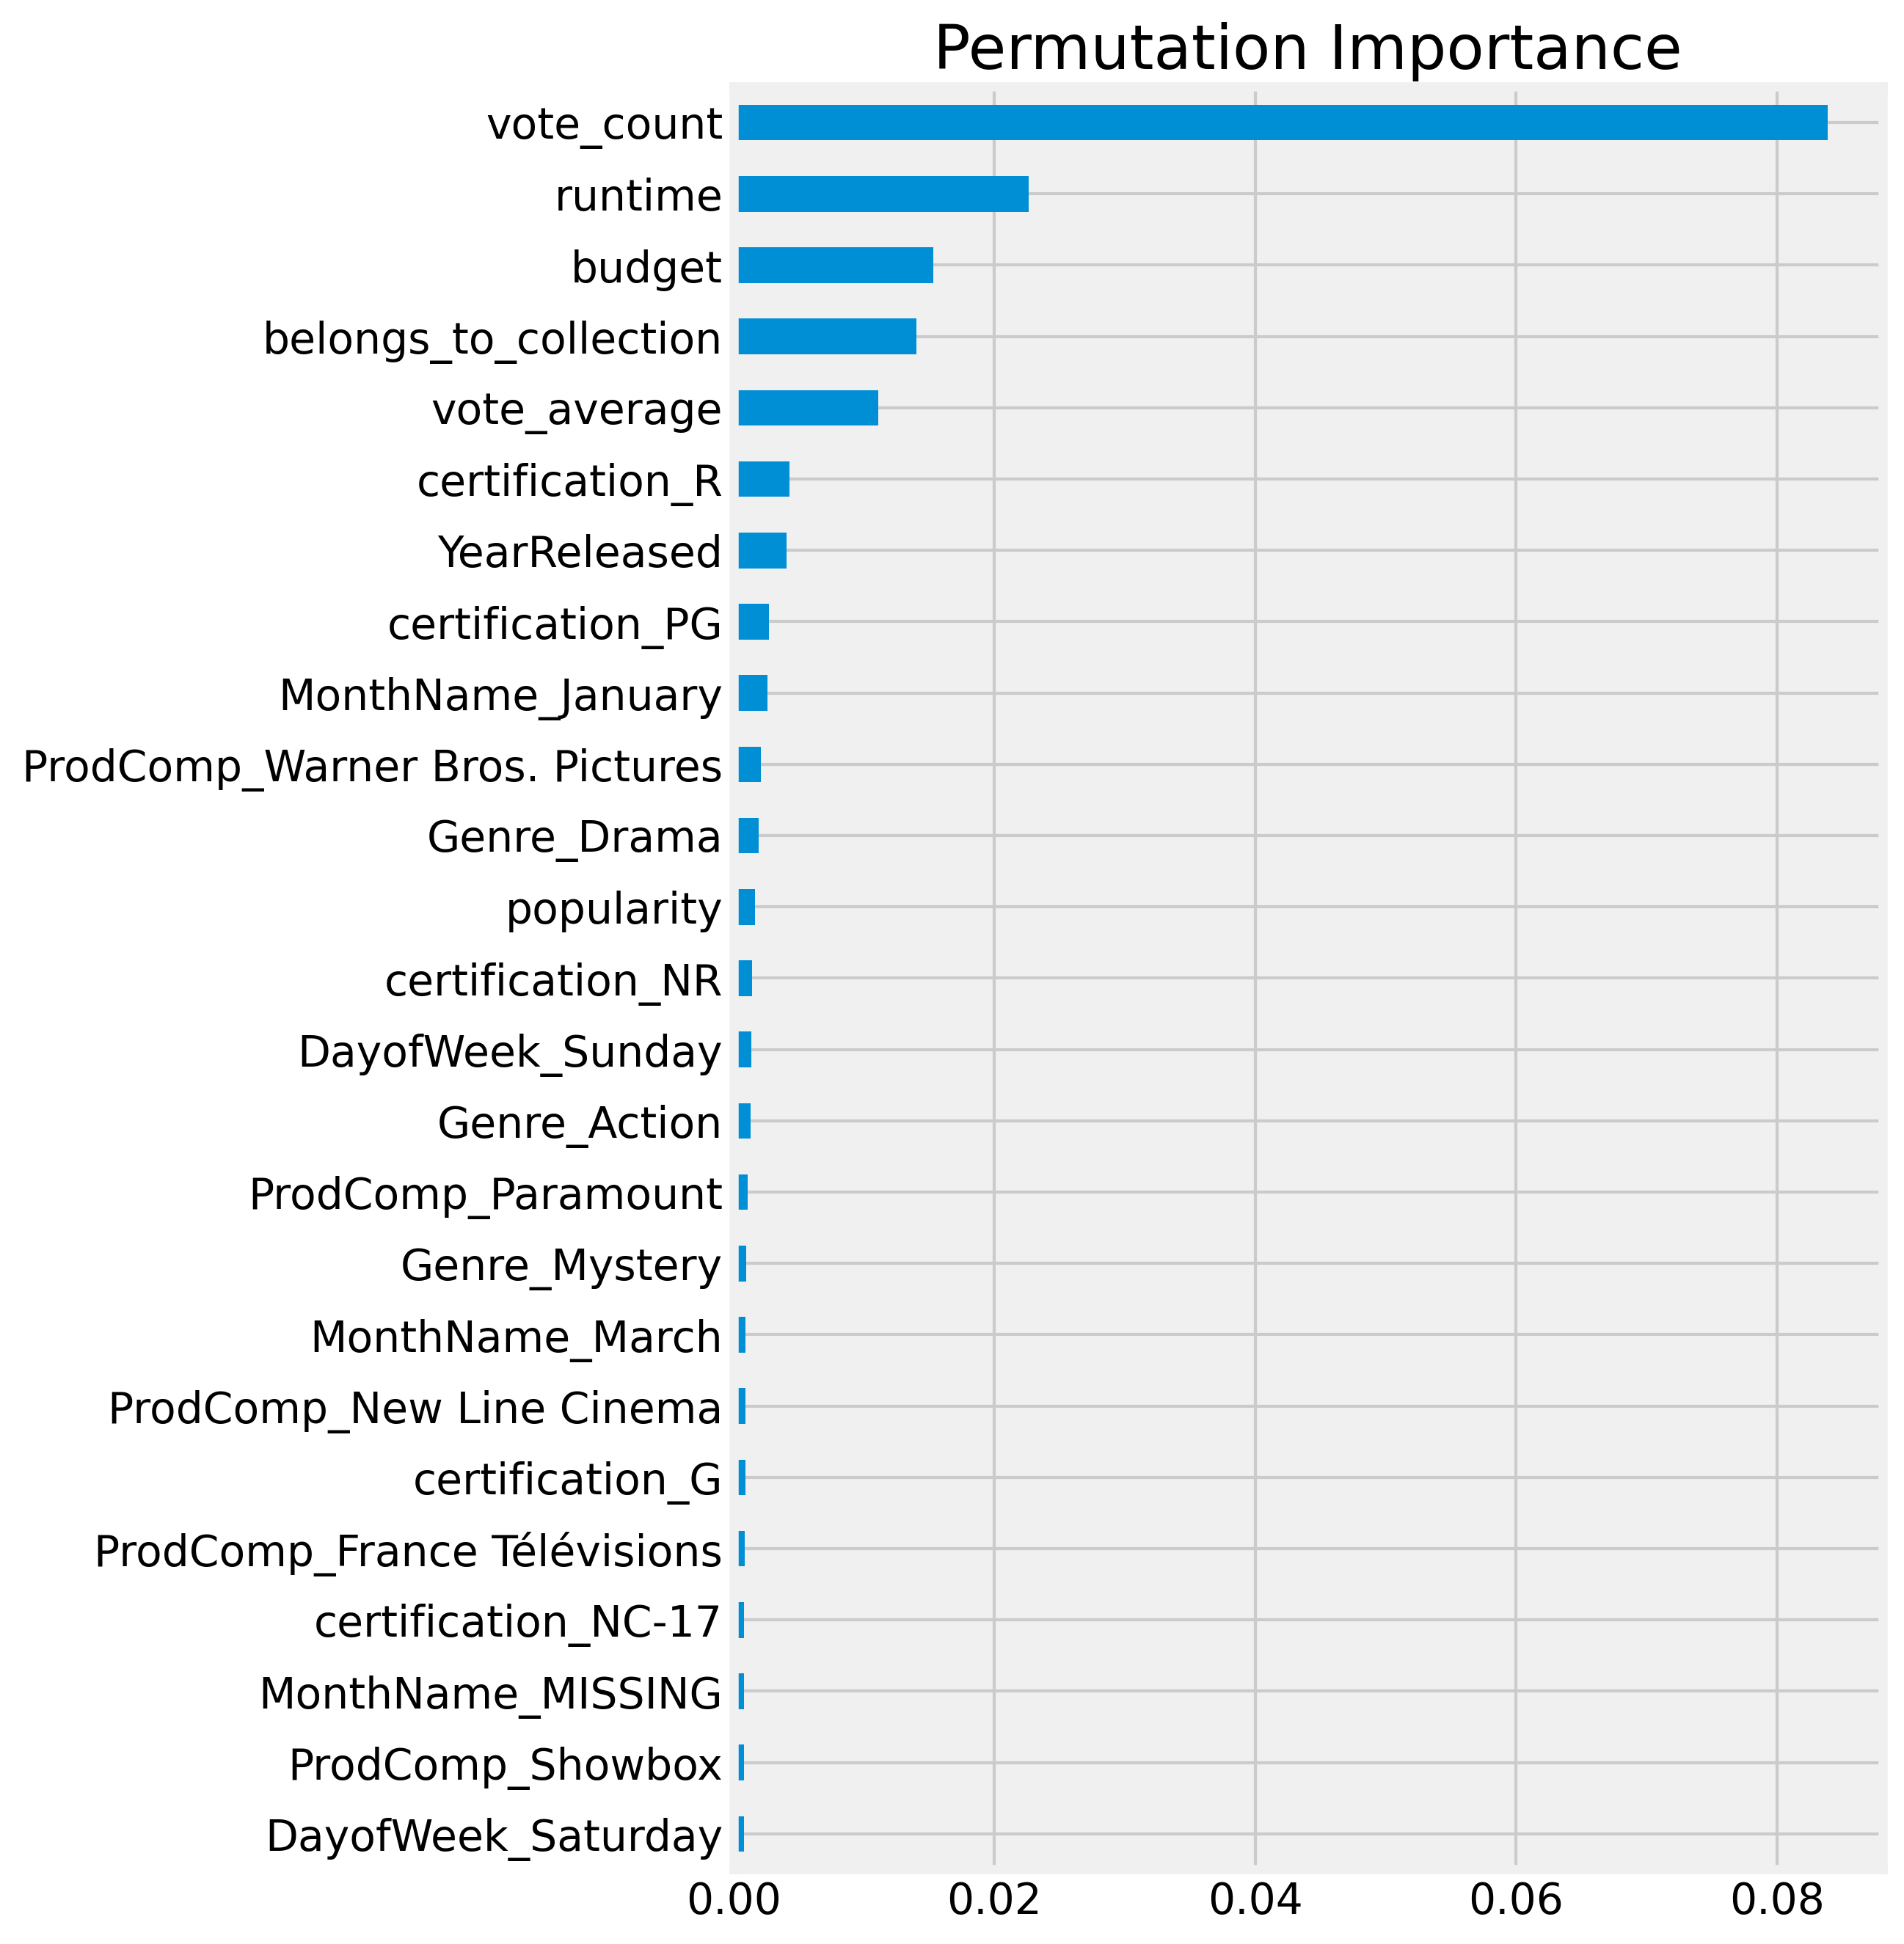 Permutation Importance
vote_count
runtime
budget
belongs_to_collection
vote_average
certification_R
YearReleased
certification_PG
MonthName_January
ProdComp_Warner Bros. Pictures
Genre_Drama
popularity
certification_NR
DayofWeek_Sunday
Genre_Action
ProdComp_Paramount
Genre_Mystery
MonthName_March
ProdComp_New Line Cinema
certification_G
ProdComp_France Télévisions
certification_NC-17
MonthName_MISSING
ProdComp_Showbox
DayofWeek_Saturday
0.00 0.02 0.04 0.06 0.08